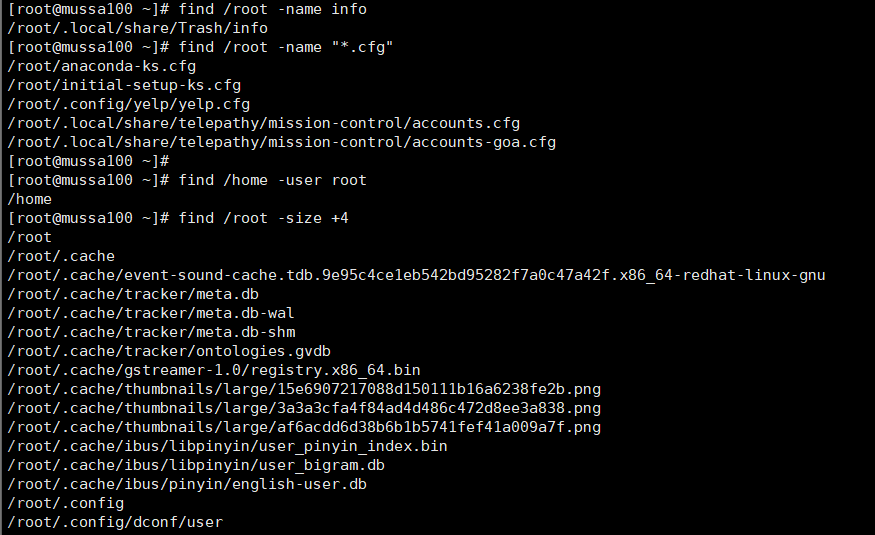 [root@mussa100 ~]# find /root -name info
/root/.local/share/Trash/info
[root@mussa100 ~]# find /root -name "*.cfg"
/root/anaconda-ks.cfg
/root/initial-setup-ks.cfg
/root/.config/yelp/yelp.cfg
/root/.local/share/telepathy/mission-control/accounts.cfg
/root/.local/share/telepathy/mission-control/accounts-goa.cfg
[root@mussa100 ~]#
[root@mussa100 ~]# find /home -user root
/home
[root@mussa100 ~]# find /root -size +4
/root
/root/.cache
/root/.cache/event-sound-cache.tdb.9e95c4ce1eb542bd95282f7a0c47a42f.x86_64-redhat-linux-gnu
/root/.cache/tracker/meta.db
/root/.cache/tracker/meta.db-wal
/root/.cache/tracker/meta.db-shm
/root/.cache/tracker/ontologies.gvdb
/root/.cache/gstreamer-1.0/registry.x86_64.bin
/root/.cache/thumbnails/large/15e6907217088d150111b16a6238fe2b.png
/root/.cache/thumbnails/large/3a3a3cfa4f84ad4d486c472d8ee3a838.png
/root/.cache/thumbnails/large/af6acdd6d38b6b1b5741fef41a009a7f.png
/root/.cache/ibus/libpinyin/user_pinyin_index.bin
/root/.cache/ibus/libpinyin/user_bigram.db
/root/.cache/ibus/pinyin/english-user.db
/root/.config
/root/.config/dconf/user